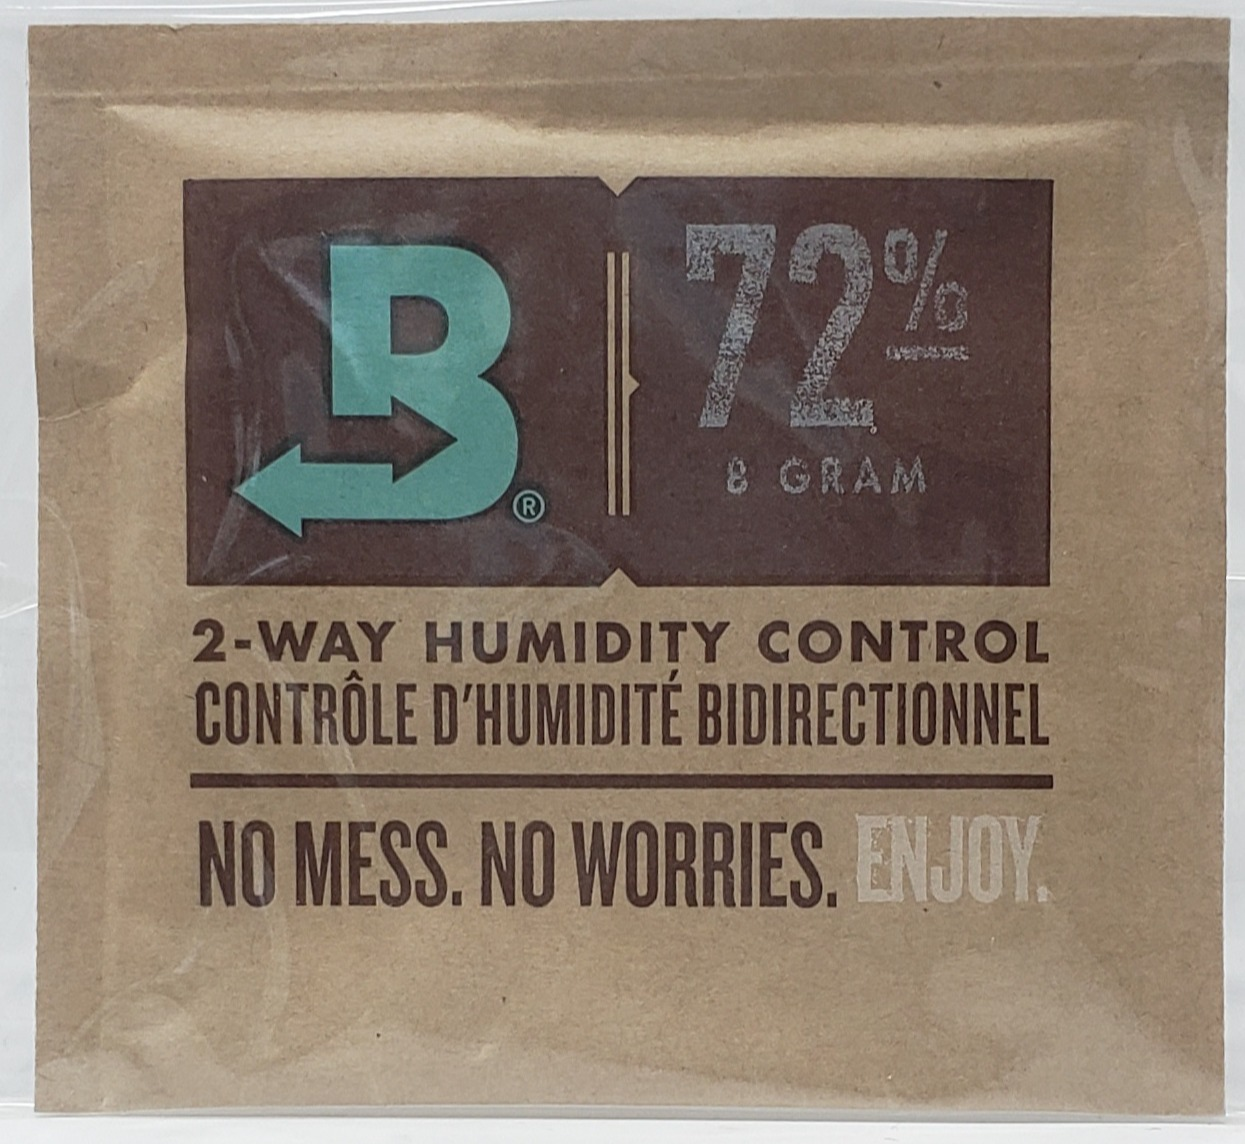 B®
72%
8 GRAM
2-WAY HUMIDITY CONTROL
CONTRÔLE D'HUMIDITÉ BIDIRECTIONNEL
NO MESS. NO WORRIES. ENJOY.